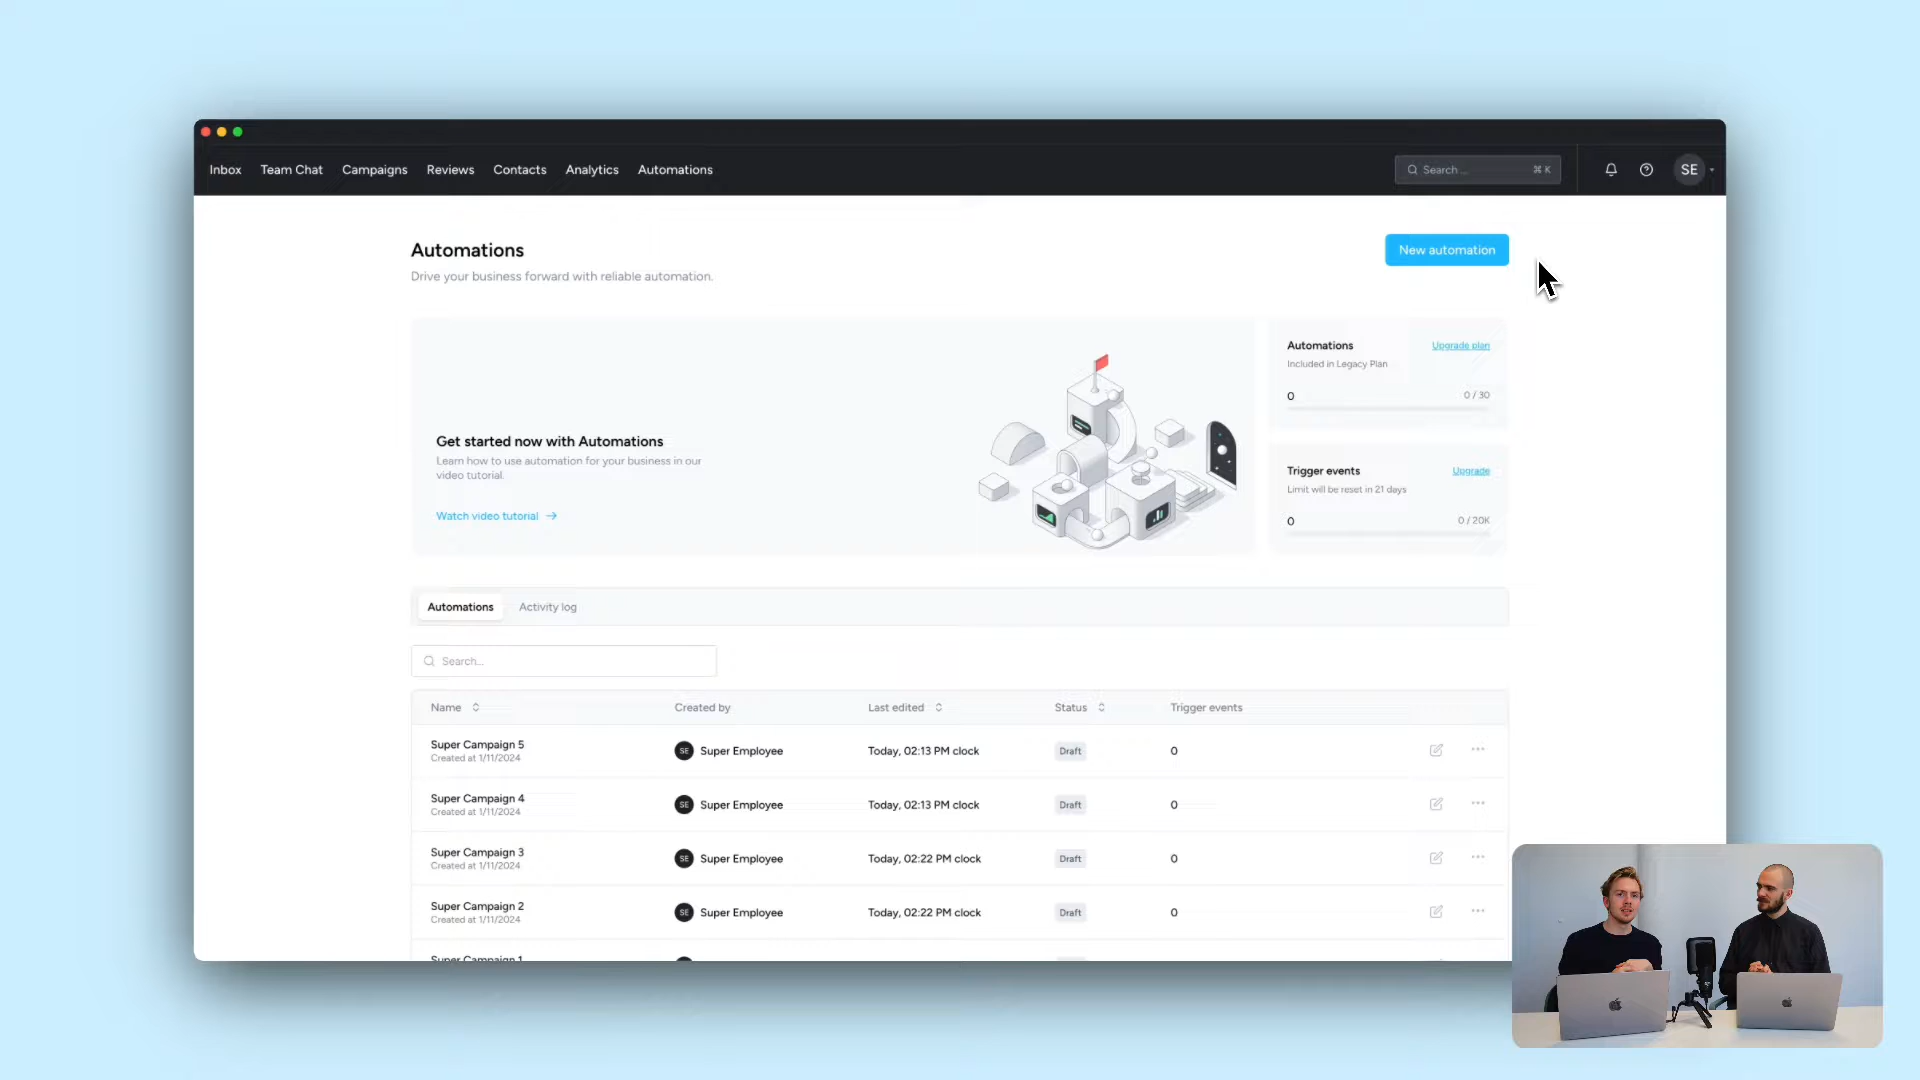 Inbox Team Chat Campaigns Reviews Contacts Analytics Automations Search ... ⌘ K SE
Automations
New automation
Drive your business forward with reliable automation.
Get started now with Automations
Learn how to use automation for your business in our
video tutorial.
Watch video tutorial →
Automations Upgrade plan
Included in Legacy Plan
0 0 / 30
Trigger events Upgrade
Limit will be reset in 21 days
0 0 / 20K
Automations Activity log
Search...
Name Created by Last edited Status Trigger events
Super Campaign 5
Created at 1/11/2024
SE Super Employee Today, 02:13 PM clock Draft 0
Super Campaign 4
Created at 1/11/2024
SE Super Employee Today, 02:13 PM clock Draft 0
Super Campaign 3
Created at 1/11/2024
SE Super Employee Today, 02:22 PM clock Draft 0
Super Campaign 2
Created at 1/11/2024
SE Super Employee Today, 02:22 PM clock Draft 0
Super Campaign 1